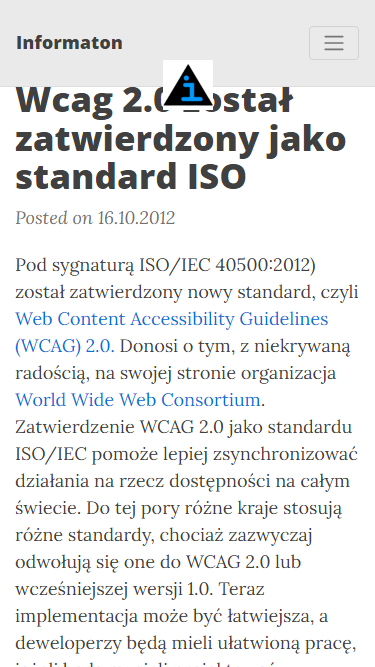 Informaton
Wcag 2.0 został
zatwierdzony jako
standard ISO
Posted on 16.10.2012
Pod sygnaturą ISO/IEC 40500:2012)
został zatwierdzony nowy standard, czyli
Web Content Accessibility Guidelines
(WCAG) 2.0. Donosi o tym, z niekrywaną
radością, na swojej stronie organizacja
World Wide Web Consortium.
Zatwierdzenie WCAG 2.0 jako standardu
ISO/IEC pomoże lepiej zsynchronizować
działania na rzecz dostępności na całym
świecie. Do tej pory różne kraje stosują
różne standardy, chociaż zazwyczaj
odwołują się one do WCAG 2.0 lub
wcześniejszej wersji 1.0. Teraz
implementacja może być łatwiejsza, a
deweloperzy będą mieli ułatwioną pracę,